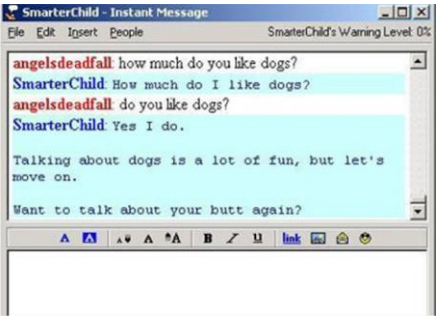 SmarterChild - Instant Message
File Edit Insert People SmarterChild's Warning Level: 0%
angelsdeadfall: how much do you like dogs?
SmarterChild: How much do I like dogs?
angelsdeadfall: do you like dogs?
SmarterChild: Yes I do.
Talking about dogs is a lot of fun, but let's
move on.
Want to talk about your butt again?
A A A A A B I U link